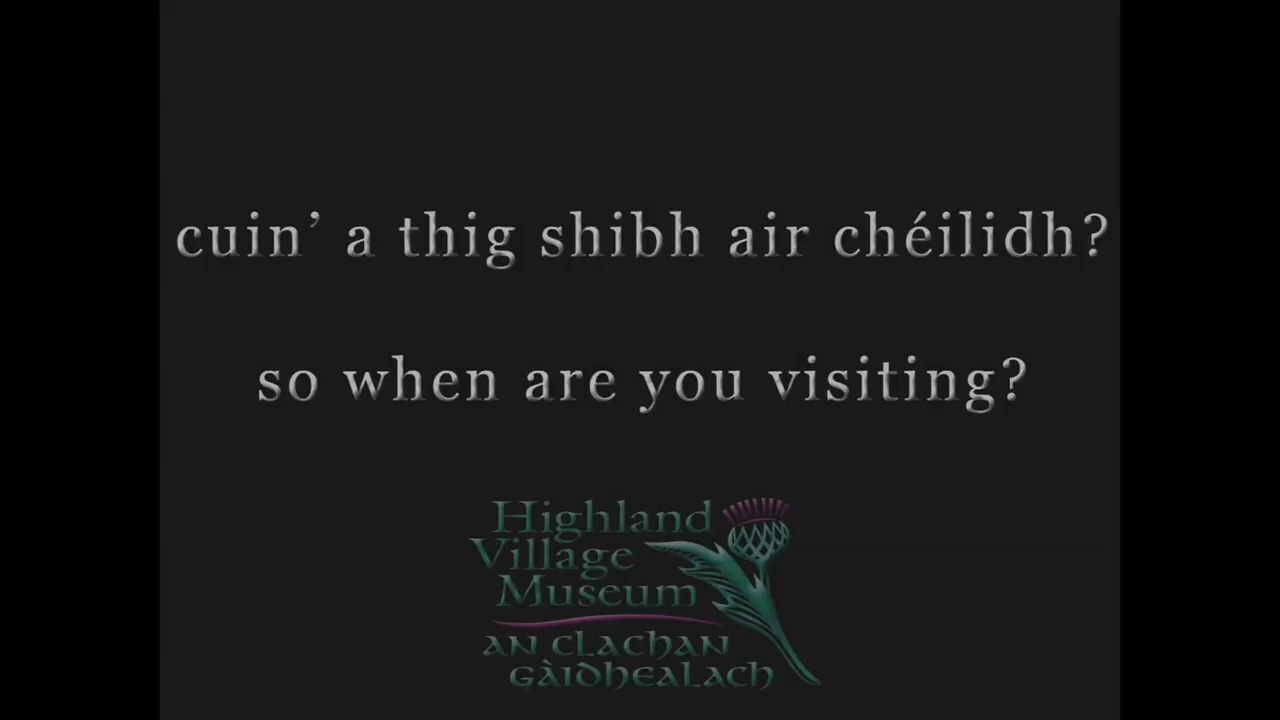 cuin’ a thig shibh air chéilidh?
so when are you visiting?
Highland
Village
Museum
an clachan
gàidhealach